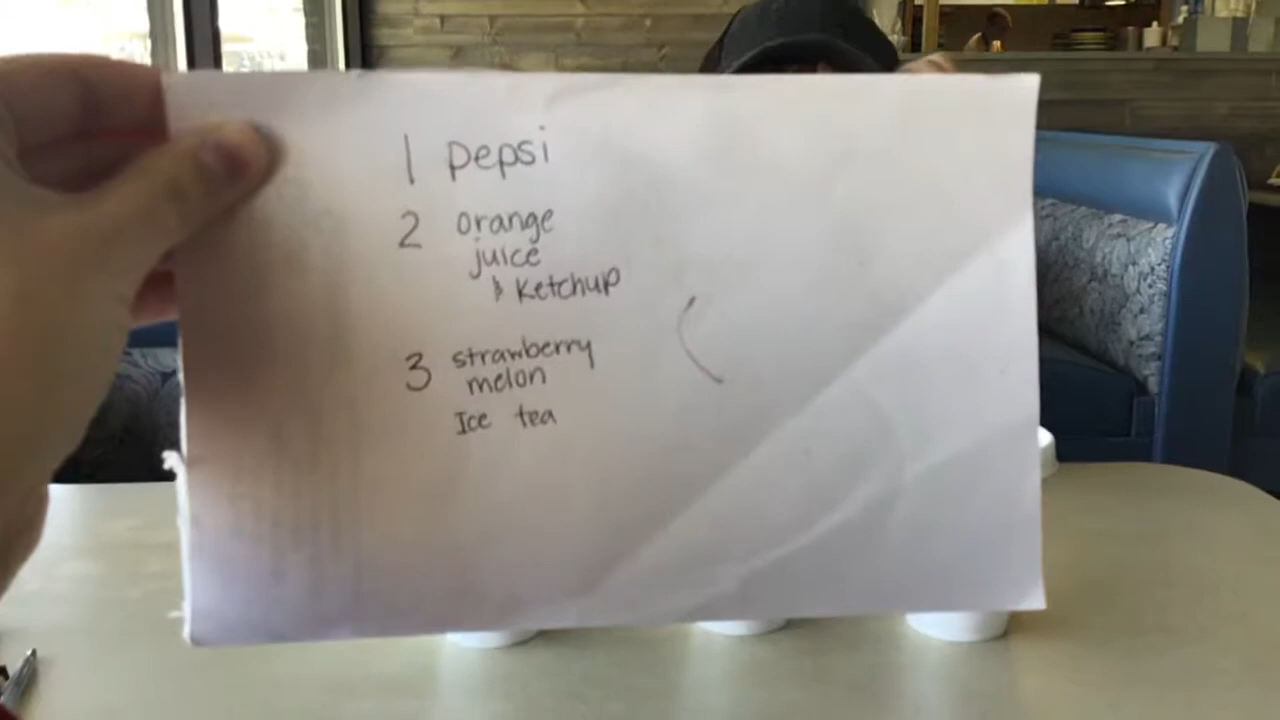 1 pepsi
2 orange
juice
& Ketchup
3 strawberry
melon
Ice tea